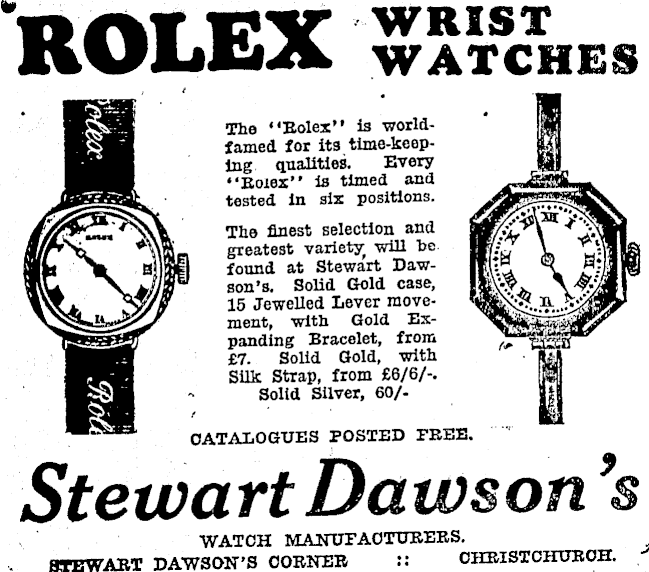 ROLEX WRIST
WATCHES
The "Rolex" is world-
famed for its time-keep-
ing qualities. Every
"Rolex" is timed and
tested in six positions.
The finest selection and
greatest variety will be
found at Stewart Daw-
son's. Solid Gold case,
15 Jewelled Lever move-
ment, with Gold Ex-
panding Bracelet, from
£7. Solid Gold, with
Silk Strap, from £6/6/-.
Solid Silver, 60/-
Rolex
ROLEX
CATALOGUES POSTED FREE.
Stewart Dawson's
WATCH MANUFACTURERS.
STEWART DAWSON'S CORNER :: CHRISTCHURCH.